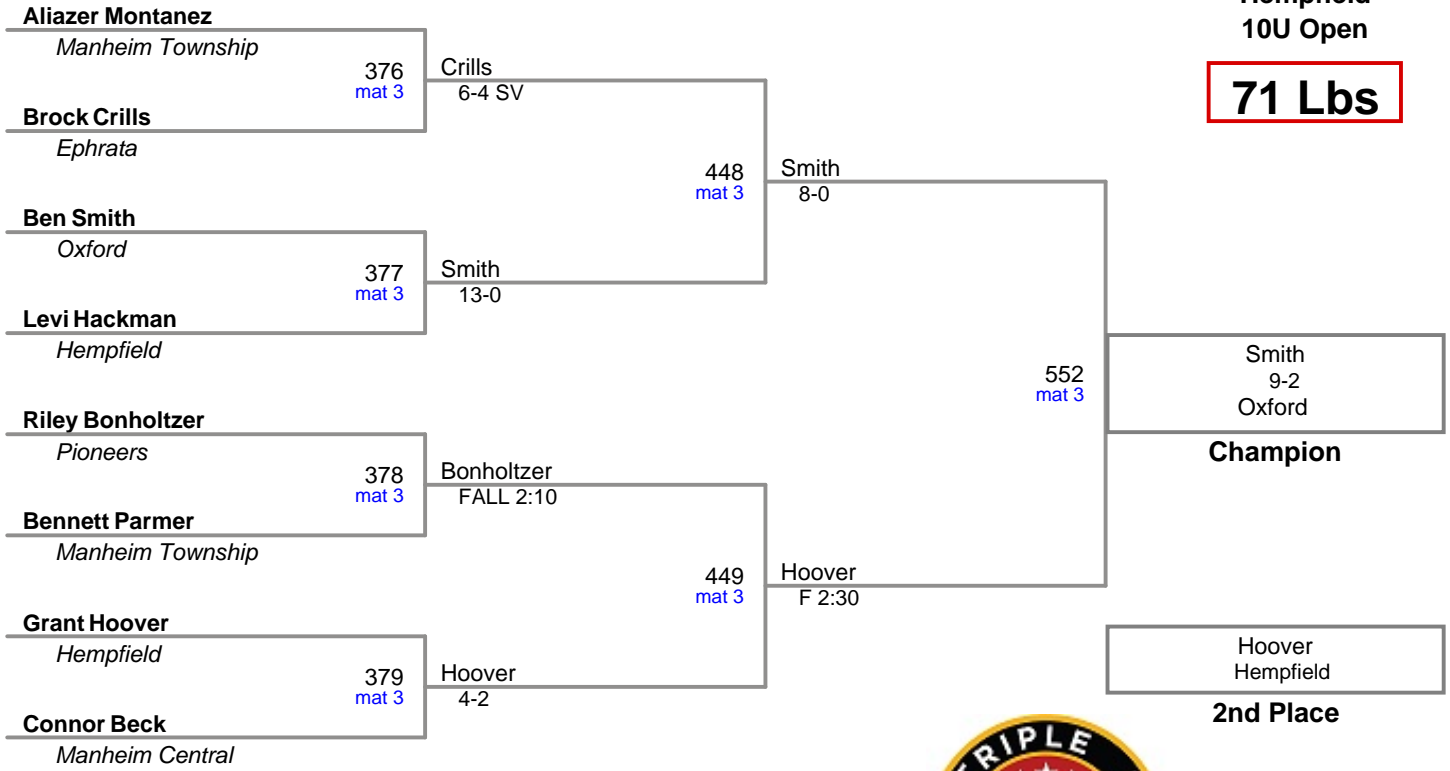 Hempfield
10U Open
71 Lbs
Aliazer Montanez
Manheim Township
376
mat 3
Crills
6-4 SV
Brock Crills
Ephrata
448
mat 3
Smith
8-0
Ben Smith
Oxford
377
mat 3
Smith
13-0
Levi Hackman
Hempfield
552
mat 3
Smith
9-2
Oxford
Champion
Riley Bonholtzer
Pioneers
378
mat 3
Bonholtzer
FALL 2:10
Bennett Parmer
Manheim Township
449
mat 3
Hoover
F 2:30
Grant Hoover
Hempfield
379
mat 3
Hoover
4-2
Connor Beck
Manheim Central
Hoover
Hempfield
2nd Place
TRIPLE